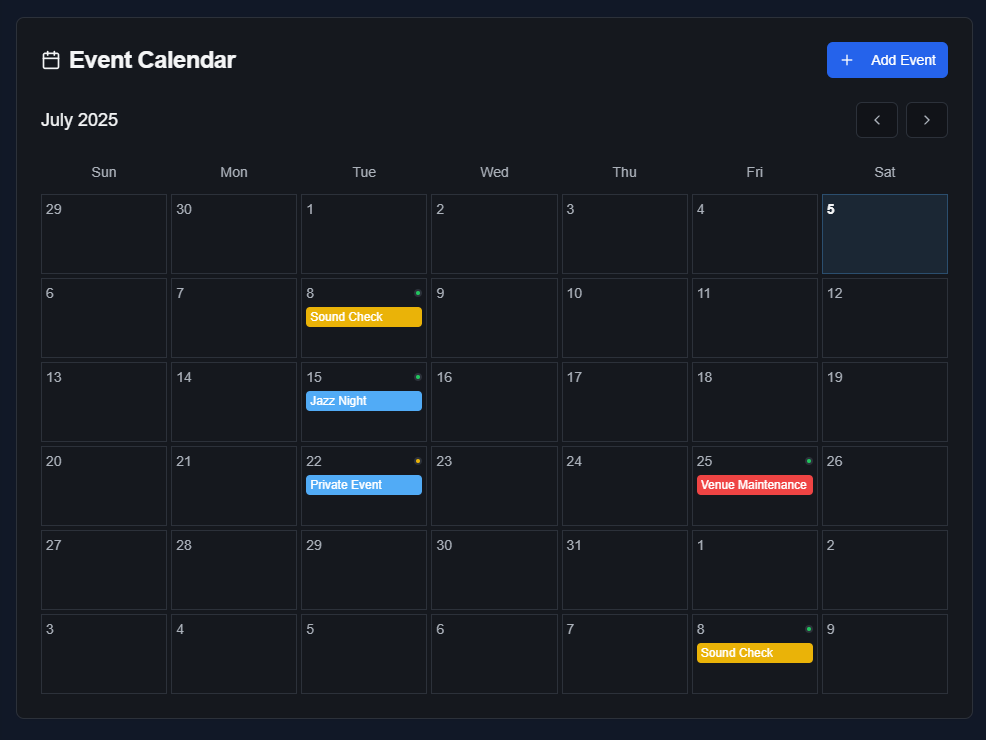 Event Calendar
Add Event
July 2025
Sun Mon Tue Wed Thu Fri Sat
29 30 1 2 3 4 5
6 7 8 9 10 11 12
Sound Check
13 14 15 16 17 18 19
Jazz Night
20 21 22 23 24 25 26
Private Event Venue Maintenance
27 28 29 30 31 1 2
3 4 5 6 7 8 9
Sound Check